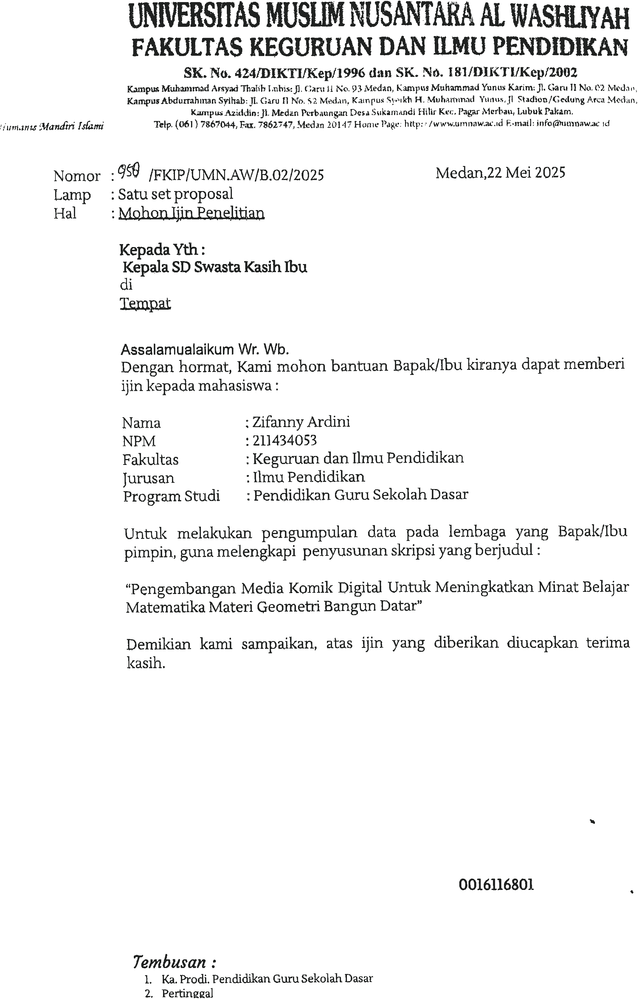 UNIVERSITAS MUSLIM NUSANTARA AL WASHLIYAH
FAKULTAS KEGURUAN DAN ILMU PENDIDIKAN
SK. No. 424/DIKTI/Kep/1996 dan SK. No. 181/DIKTI/Kep/2002
Kampus Muhammad Arsyad Thalib Lubis: Jl. Garu II No. 93 Medan, Kampus Muhammad Yunus Karim: Jl. Garu II No. 02 Medan,
Kampus Abdurrahman Syihab: Jl. Garu II No. 52 Medan, Kampus Syeikh H. Muhammad Yunus, Jl Stadion/Gedung Arca Medan,
Kampus Aziddin: Jl. Medan Perbaungan Desa Sukamandi Hilir Kec. Pagar Merbau, Lubuk Pakam.
Mandiri Islami
Telp. (061) 7867044, Fax. 7862747, Medan 20147 Home Page: http://www.umnaw.ac.id E-mail: info@umnaw.ac.id
Nomor : /FKIP/UMN.AW/B.02/2025
Medan,22 Mei 2025
Lamp : Satu set proposal
Hal : Mohon Ijin Penelitian
Kepada Yth :
Kepala SD Swasta Kasih Ibu
di
Tempat
Assalamualaikum Wr. Wb.
Dengan hormat, Kami mohon bantuan Bapak/Ibu kiranya dapat memberi
ijin kepada mahasiswa :
Nama : Zifanny Ardini
NPM : 211434053
Fakultas : Keguruan dan Ilmu Pendidikan
Jurusan : Ilmu Pendidikan
Program Studi : Pendidikan Guru Sekolah Dasar
Untuk melakukan pengumpulan data pada lembaga yang Bapak/Ibu
pimpin, guna melengkapi penyusunan skripsi yang berjudul :
“Pengembangan Media Komik Digital Untuk Meningkatkan Minat Belajar
Matematika Materi Geometri Bangun Datar”
Demikian kami sampaikan, atas ijin yang diberikan diucapkan terima
kasih.
0016116801
Tembusan :
1. Ka. Prodi. Pendidikan Guru Sekolah Dasar
2. Pertinggal